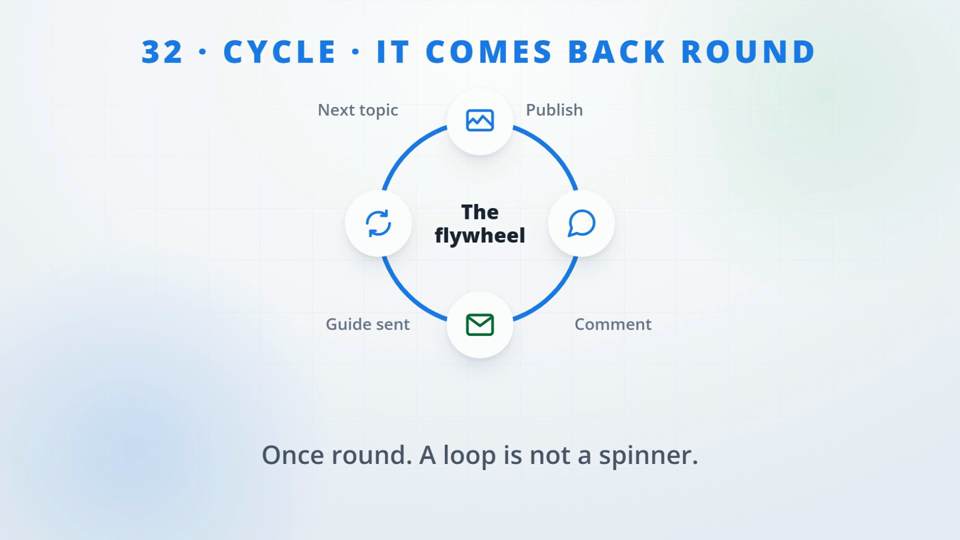 32 · CYCLE · IT COMES BACK ROUND
Next topic
Publish
The
flywheel
Guide sent
Comment
Once round. A loop is not a spinner.